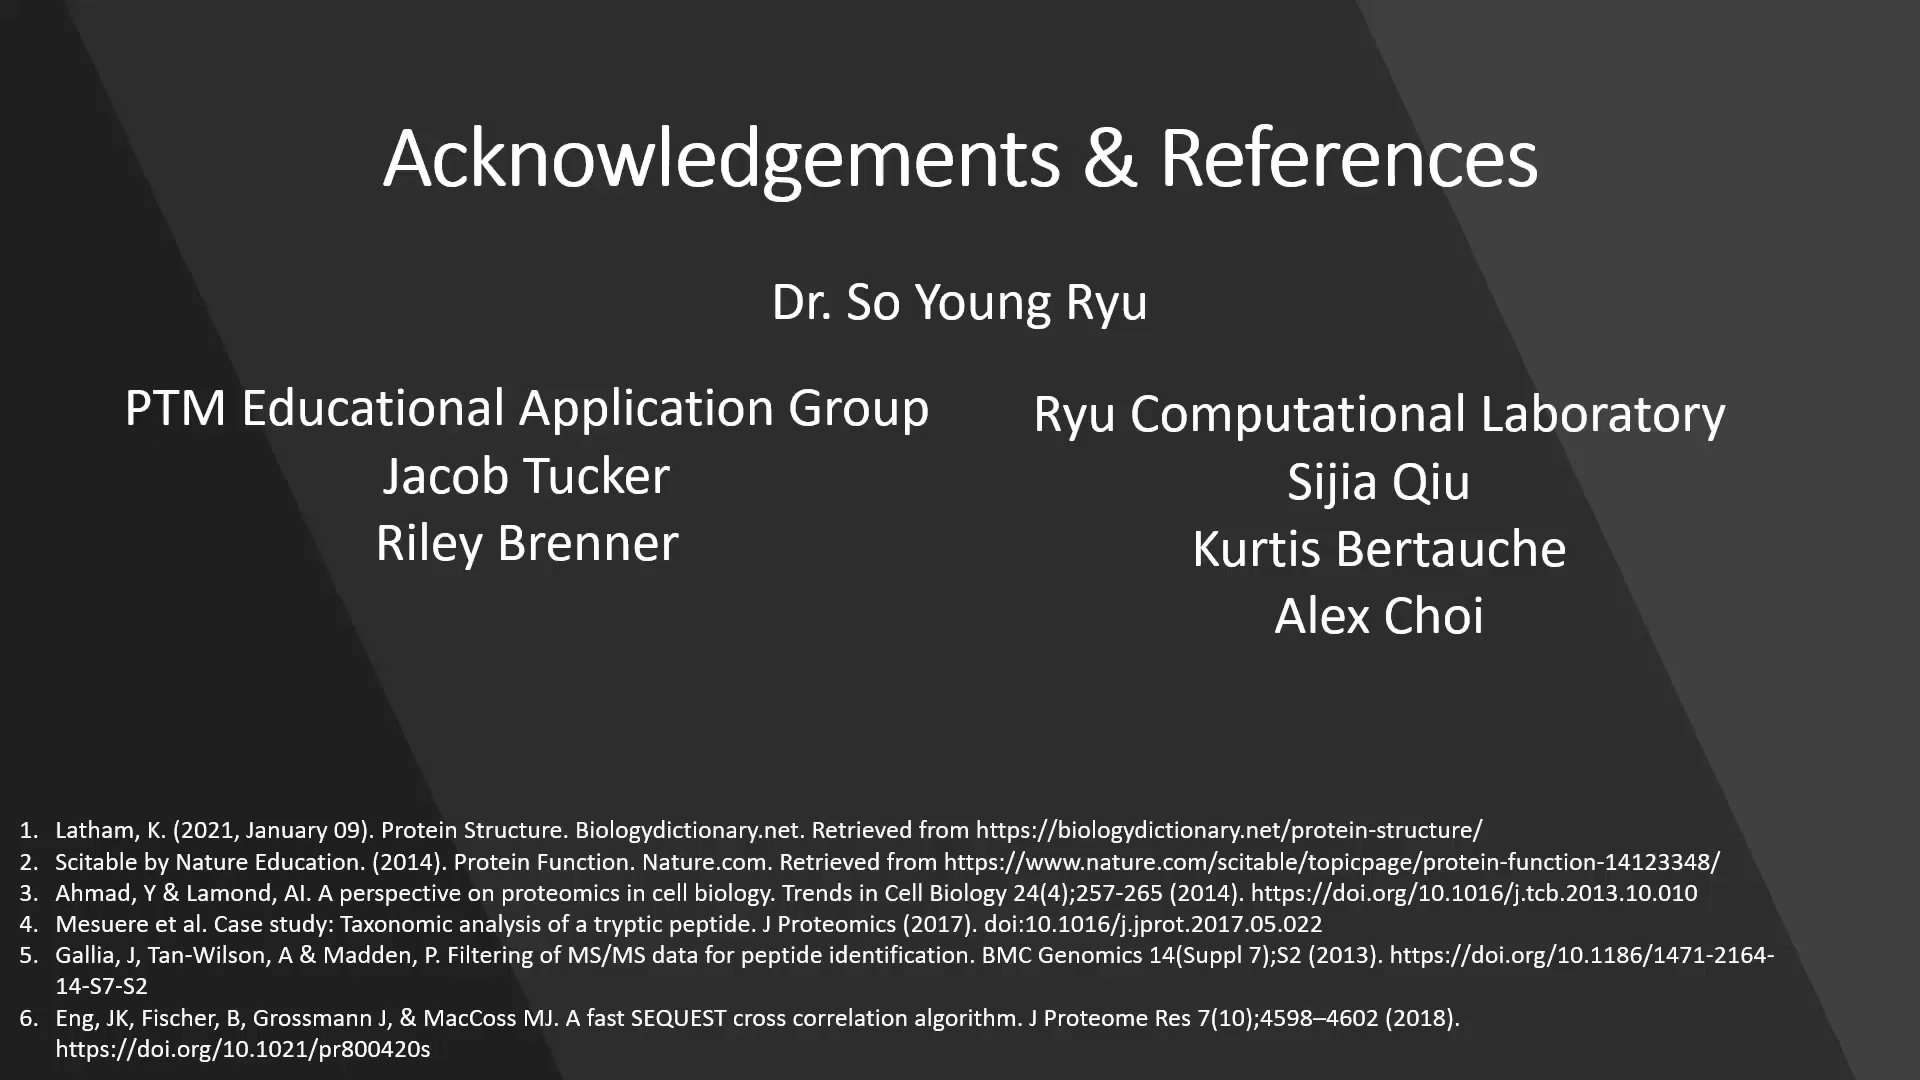 Acknowledgements & References
Dr. So Young Ryu
PTM Educational Application Group
Jacob Tucker
Riley Brenner
Ryu Computational Laboratory
Sijia Qiu
Kurtis Bertauche
Alex Choi
1. Latham, K. (2021, January 09). Protein Structure. Biologydictionary.net. Retrieved from https://biologydictionary.net/protein-structure/
2. Scitable by Nature Education. (2014). Protein Function. Nature.com. Retrieved from https://www.nature.com/scitable/topicpage/protein-function-14123348/
3. Ahmad, Y & Lamond, AI. A perspective on proteomics in cell biology. Trends in Cell Biology 24(4);257-265 (2014). https://doi.org/10.1016/j.tcb.2013.10.010
4. Mesuere et al. Case study: Taxonomic analysis of a tryptic peptide. J Proteomics (2017). doi:10.1016/j.jprot.2017.05.022
5. Gallia, J, Tan-Wilson, A & Madden, P. Filtering of MS/MS data for peptide identification. BMC Genomics 14(Suppl 7);S2 (2013). https://doi.org/10.1186/1471-2164-
14-S7-S2
6. Eng, JK, Fischer, B, Grossmann J, & MacCoss MJ. A fast SEQUEST cross correlation algorithm. J Proteome Res 7(10);4598–4602 (2018).
https://doi.org/10.1021/pr800420s